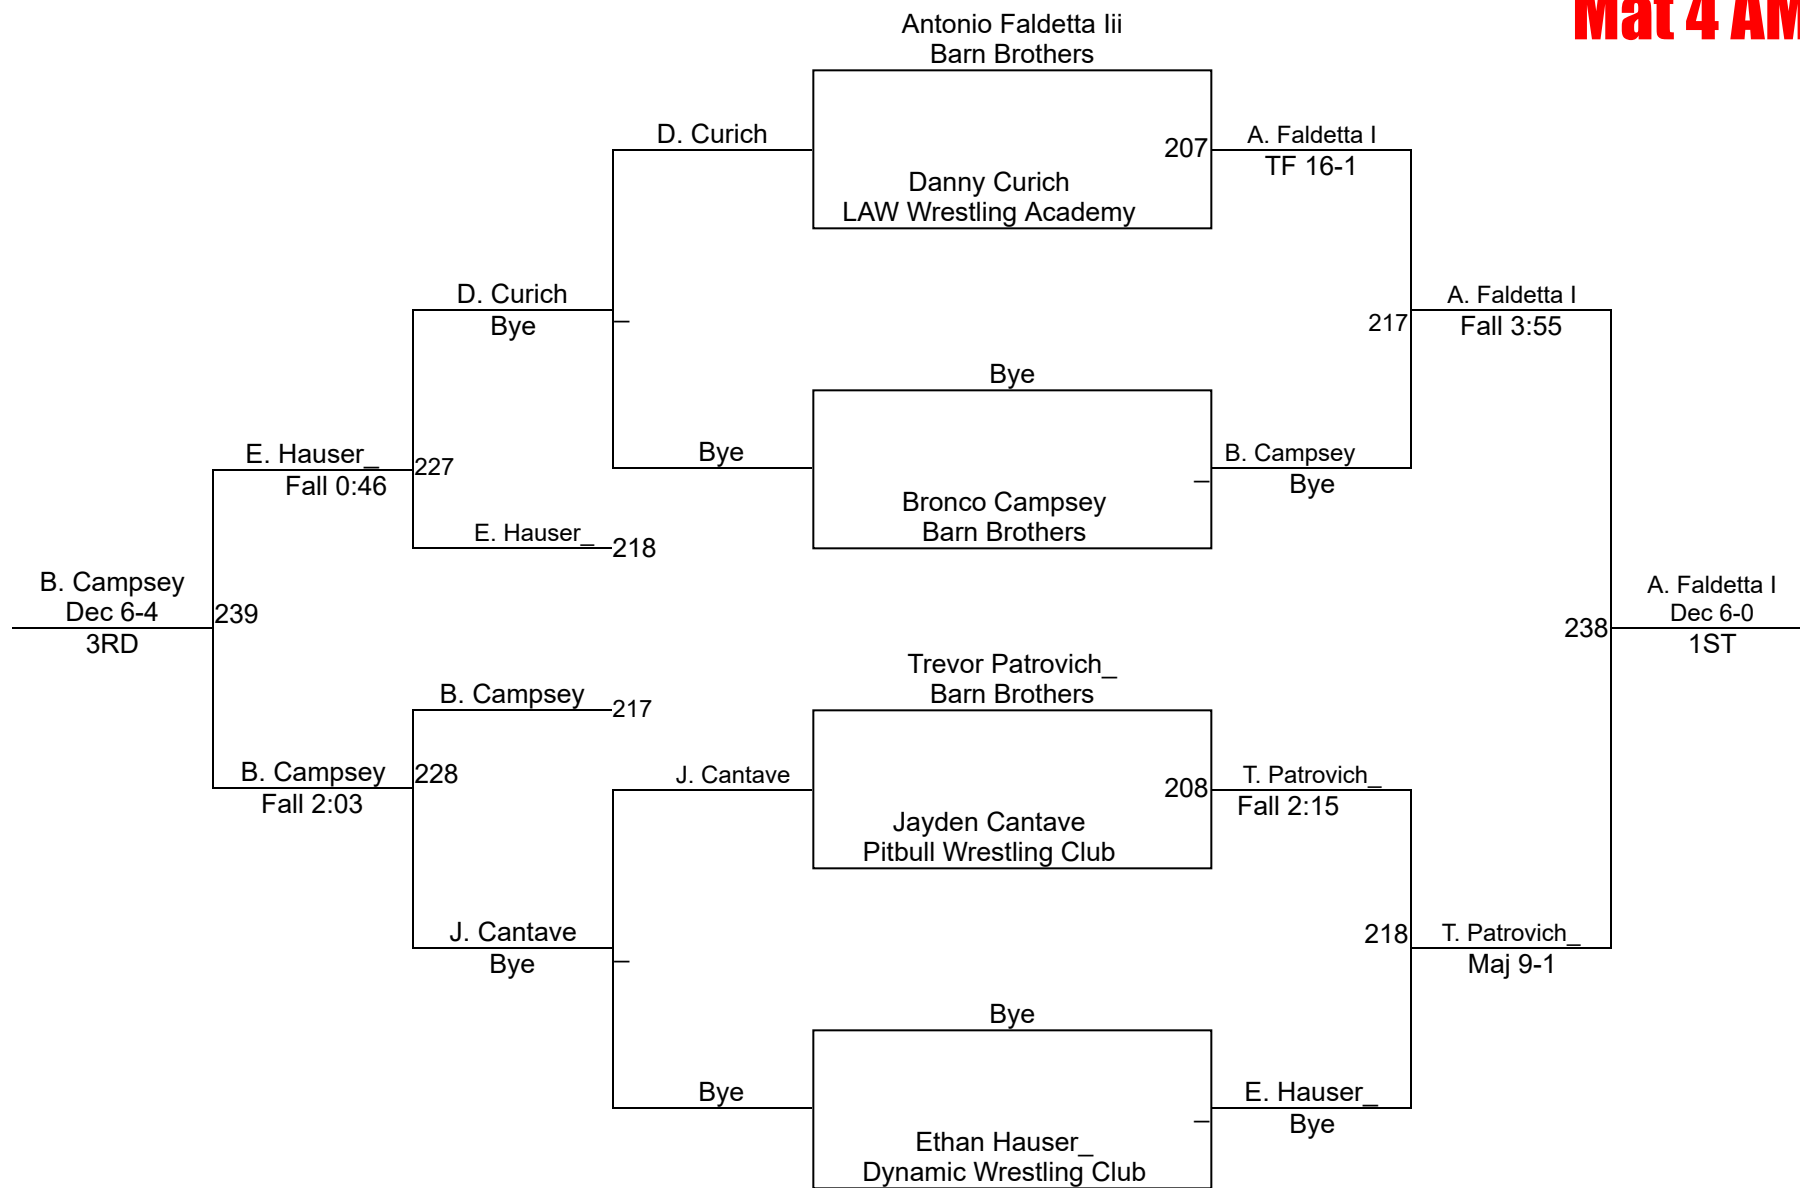 Mat 4 AM
Antonio Faldetta Iii
Barn Brothers
D. Curich
207
A. Faldetta I
TF 16-1
Danny Curich
LAW Wrestling Academy
D. Curich
Bye
_
217
A. Faldetta I
Fall 3:55
Bye
E. Hauser_
Fall 0:46
227
Bye
_
B. Campsey
Bye
Bronco Campsey
Barn Brothers
E. Hauser_
218
B. Campsey
Dec 6-4
3RD
239
238
A. Faldetta I
Dec 6-0
1ST
Trevor Patrovich_
Barn Brothers
B. Campsey
217
B. Campsey
Fall 2:03
228
J. Cantave
208
T. Patrovich_
Fall 2:15
Jayden Cantave
Pitbull Wrestling Club
J. Cantave
Bye
_
218
T. Patrovich_
Maj 9-1
Bye
Bye
_
E. Hauser_
Bye
Ethan Hauser_
Dynamic Wrestling Club